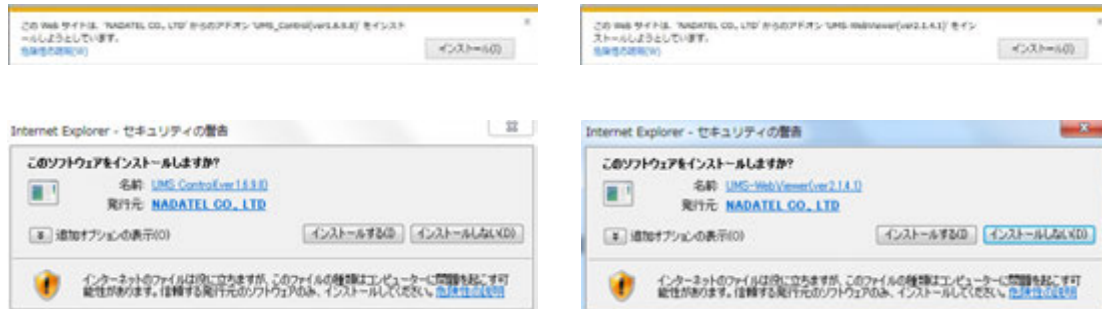 この Web サイトは、'NADATEL CO., LTD' からのアドオン 'UMS_Control(ver1.6.9.8)' をインスト
ールしようとしています。
危険性の説明(W)
インストール(I)
この Web サイトは、'NADATEL CO., LTD' からのアドオン 'UMS-WebViewer(ver2.1.4.1)' をイン
ストールしようとしています。
危険性の説明(W)
インストール(I)
Internet Explorer - セキュリティの警告
このソフトウェアをインストールしますか?
名前:
発行元: NADATEL CO., LTD
追加オプションの表示(O)
インストールする(I)
インストールしない(D)
インターネットのファイルは役に立ちますが、このファイルの種類はコンピューターに問題を起こす可
能性があります。信頼する発行元のソフトウェアのみ、インストールしてください。危険性の説明
Internet Explorer - セキュリティの警告
このソフトウェアをインストールしますか?
名前: UMS-WebViewer(ver2.1.4.1)
発行元: NADATEL CO., LTD
追加オプションの表示(O)
インストールする(I)
インストールしない(D)
インターネットのファイルは役に立ちますが、このファイルの種類はコンピューターに問題を起こす可
能性があります。信頼する発行元のソフトウェアのみ、インストールしてください。危険性の説明